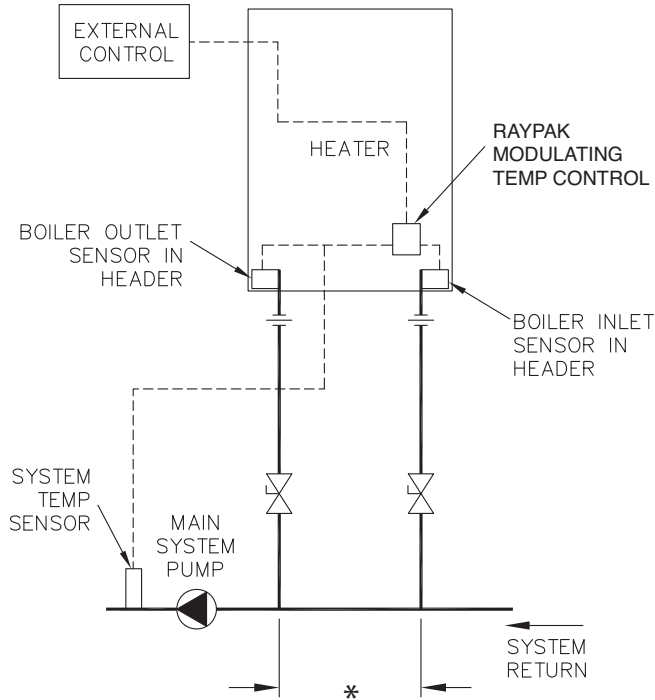 EXTERNAL
CONTROL
HEATER
RAYPAK
MODULATING
TEMP CONTROL
BOILER OUTLET
SENSOR IN
HEADER
BOILER INLET
SENSOR IN
HEADER
SYSTEM
TEMP
SENSOR
MAIN
SYSTEM
PUMP
SYSTEM
RETURN
*